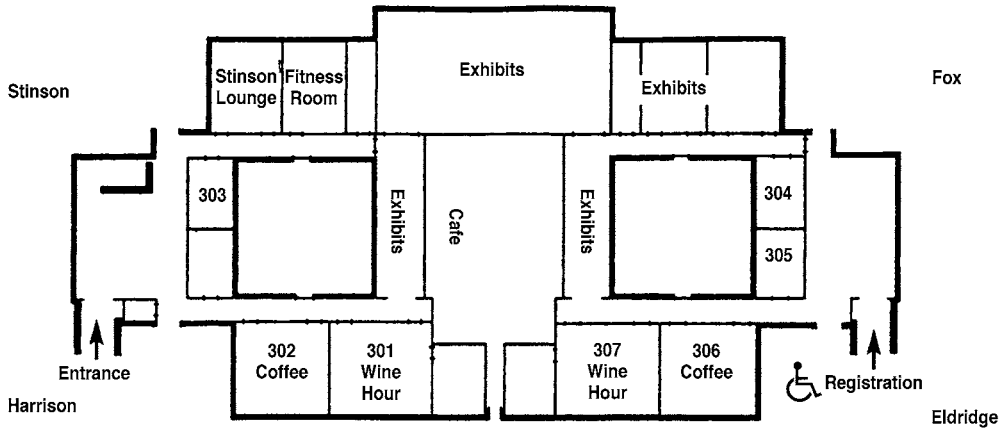 Exhibits
Stinson
Lounge
Fitness
Room
Exhibits
Stinson
Fox
303
Exhibits
Cafe
Exhibits
304
305
302
Coffee
301
Wine
Hour
307
Wine
Hour
306
Coffee
Entrance
Registration
Harrison
Eldridge